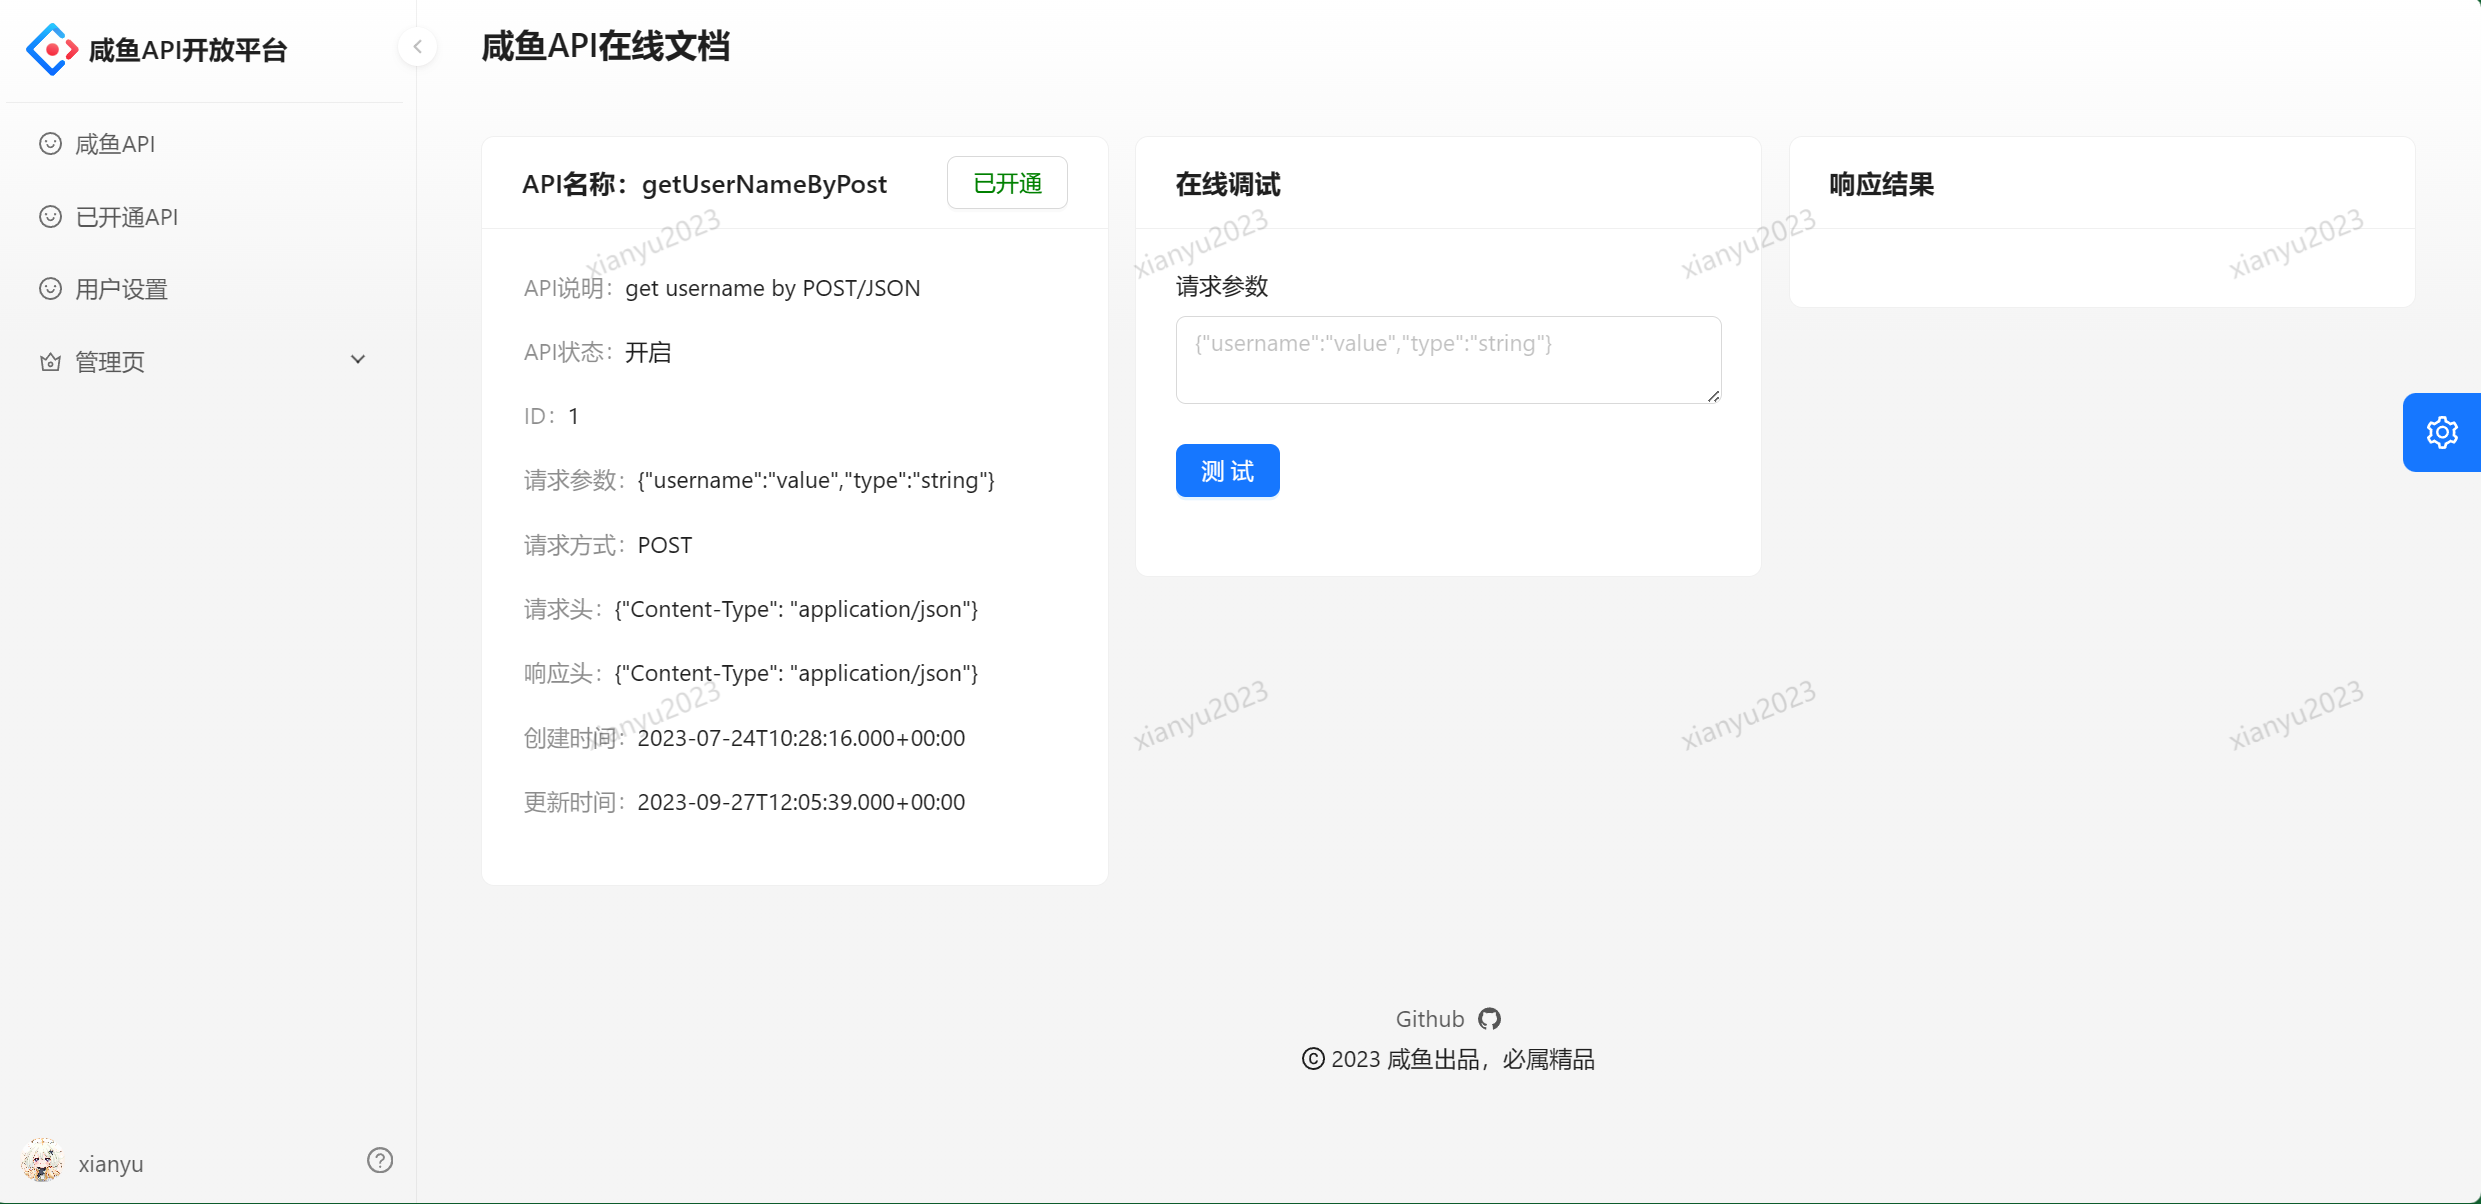 咸鱼API开放平台
咸鱼API
已开通API
用户设置
管理页
xianyu
咸鱼API在线文档
API名称：getUserNameByPost
已开通
API说明：get username by POST/JSON
API状态：开启
ID：1
请求参数：{"username":"value","type":"string"}
请求方式：POST
请求头：{"Content-Type": "application/json"}
响应头：{"Content-Type": "application/json"}
创建时间：2023-07-24T10:28:16.000+00:00
更新时间：2023-09-27T12:05:39.000+00:00
在线调试
请求参数
{"username":"value","type":"string"}
测 试
响应结果
xianyu2023
xianyu2023
xianyu2023
xianyu2023
xianyu2023
xianyu2023
xianyu2023
xianyu2023
Github
© 2023 咸鱼出品，必属精品